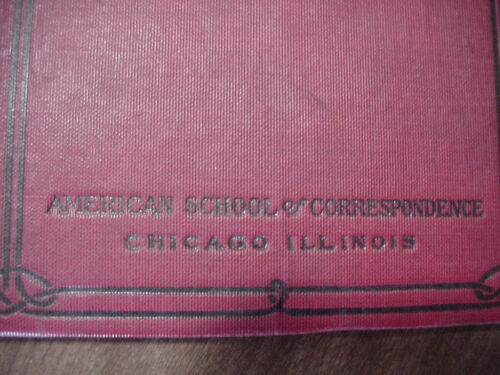 AMERICAN SCHOOL of CORRESPONDENCE
CHICAGO ILLINOIS